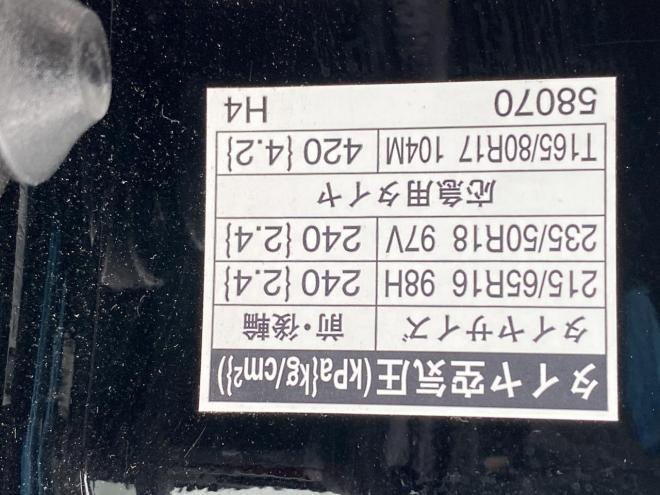 タイヤ空気圧(kPa{kg/cm²})
タイヤサイズ 前・後輪
215/65R16 98H 240 {2.4}
235/50R18 97V 240 {2.4}
応急用タイヤ
T165/80R17 104M 420 {4.2}
58070 H4